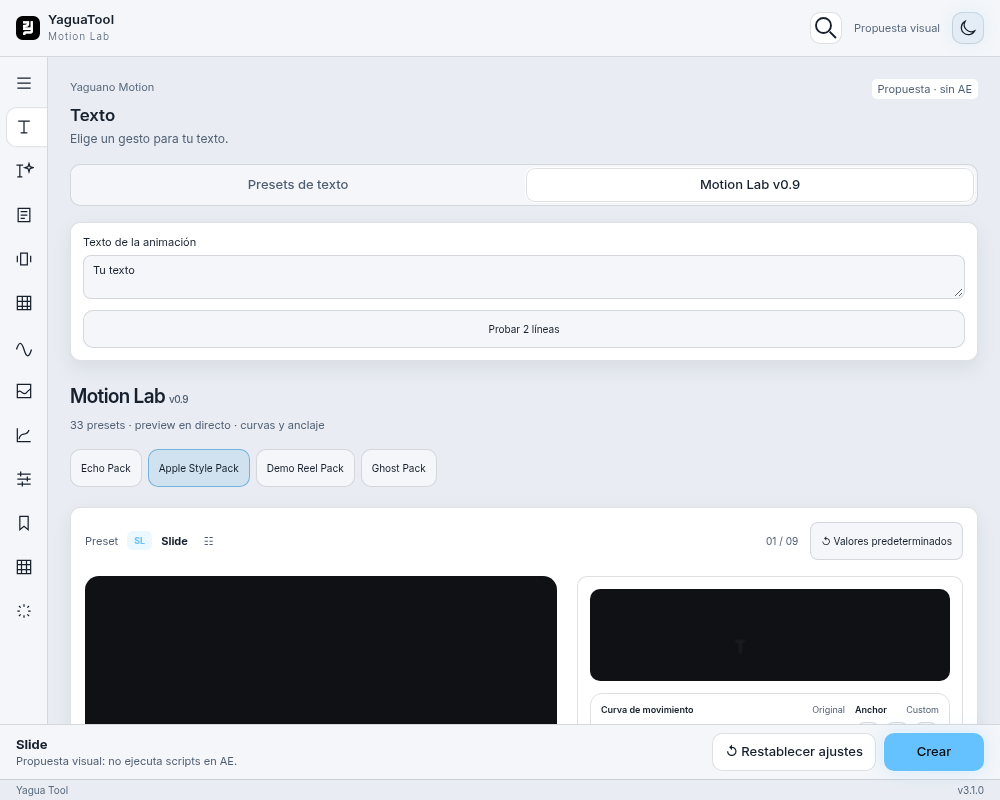 YaguaTool
Motion Lab
Propuesta visual
Yaguano Motion
Propuesta · sin AE
Texto
Elige un gesto para tu texto.
Presets de texto
Motion Lab v0.9
Texto de la animación
Tu texto
Probar 2 líneas
Motion Lab v0.9
33 presets · preview en directo · curvas y anclaje
Echo Pack
Apple Style Pack
Demo Reel Pack
Ghost Pack
Preset SL Slide
01 / 09
Valores predeterminados
T
Curva de movimiento
Original Anchor Custom
Slide
Propuesta visual: no ejecuta scripts en AE.
Restablecer ajustes
Crear
Yagua Tool
v3.1.0